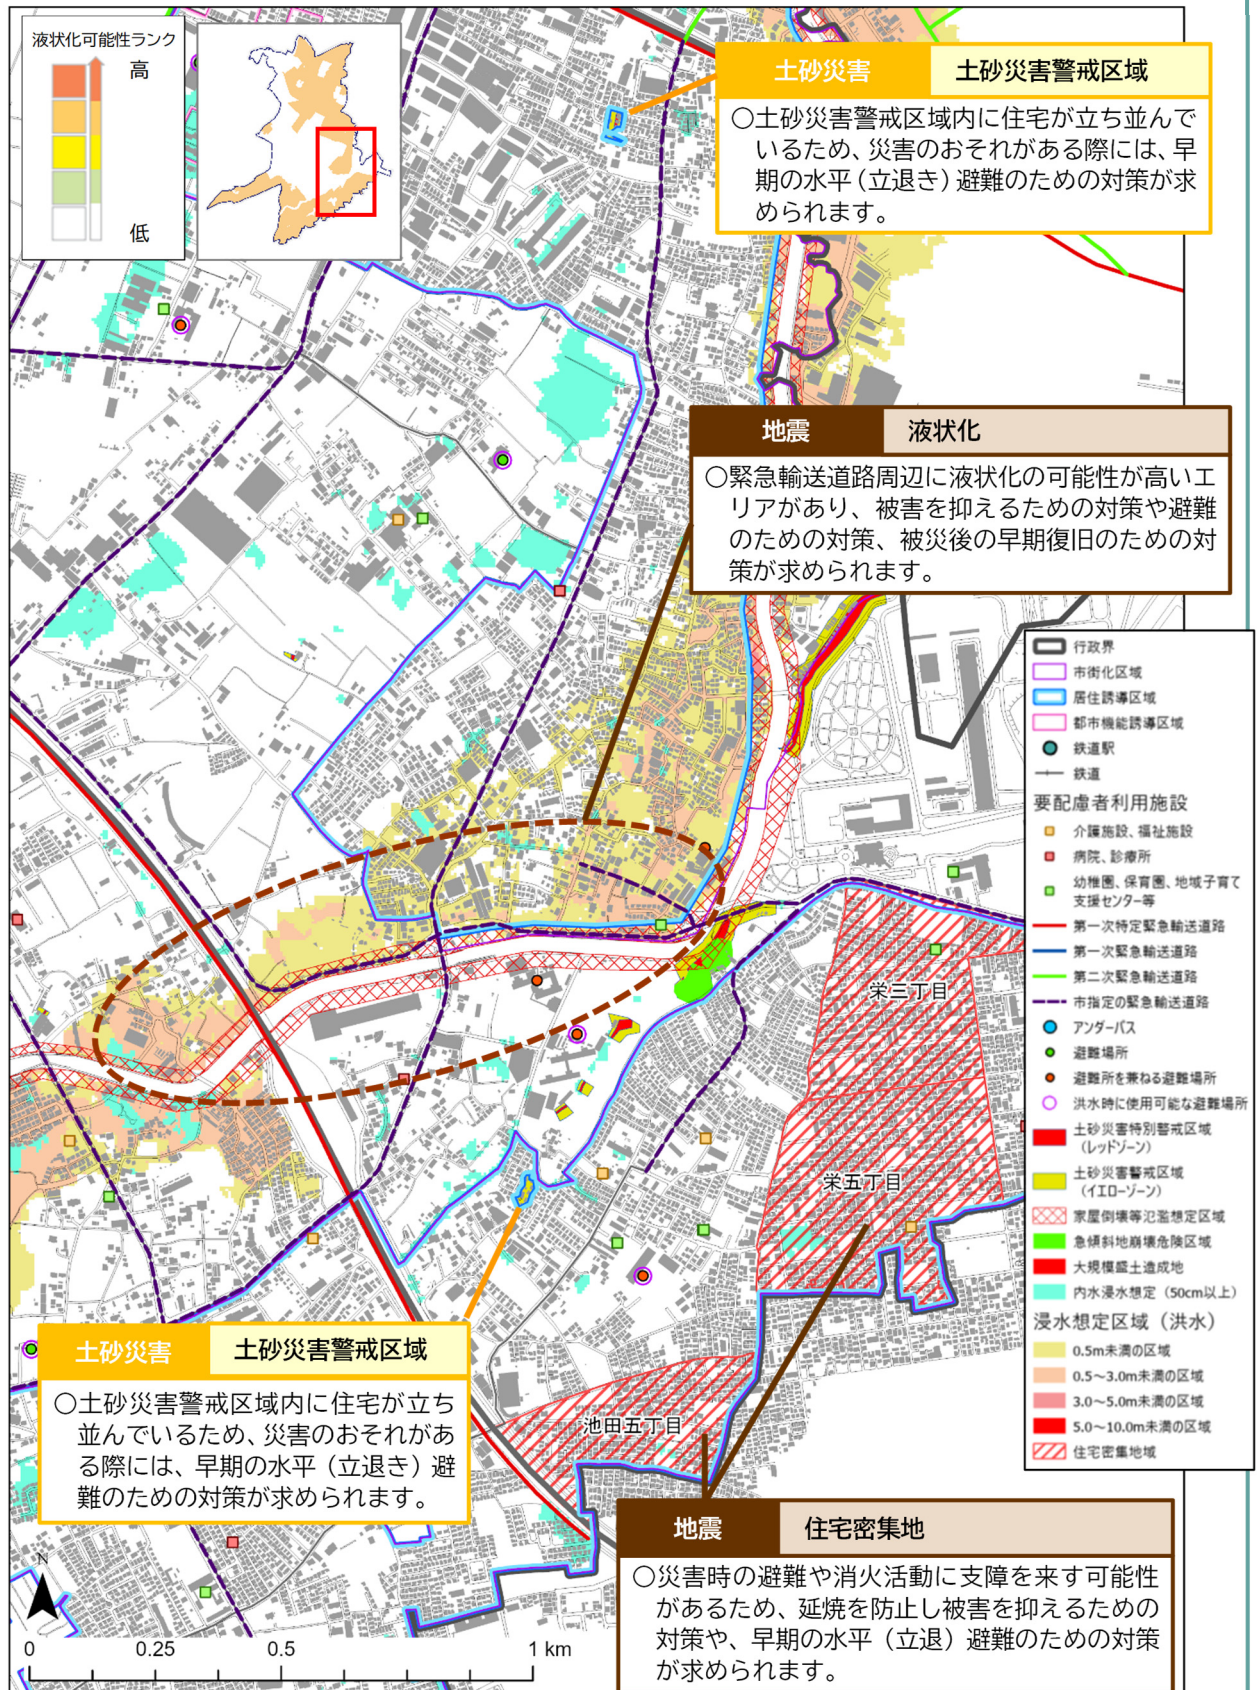 液状化可能性ランク
高
低
土砂災害
土砂災害警戒区域
○土砂災害警戒区域内に住宅が立ち並んで
いるため、災害のおそれがある際には、早
期の水平（立退き）避難のための対策が求
められます。
地震
液状化
○緊急輸送道路周辺に液状化の可能性が高いエ
リアがあり、被害を抑えるための対策や避難
のための対策、被災後の早期復旧のための対
策が求められます。
行政界
市街化区域
居住誘導区域
都市機能誘導区域
鉄道駅
鉄道
要配慮者利用施設
介護施設、福祉施設
病院、診療所
幼稚園、保育園、地域子育て
支援センター等
第一次特定緊急輸送道路
第一次緊急輸送道路
第二次緊急輸送道路
市指定の緊急輸送道路
アンダーパス
避難場所
避難所を兼ねる避難場所
洪水時に使用可能な避難場所
土砂災害特別警戒区域
（レッドゾーン）
土砂災害警戒区域
（イエローゾーン）
家屋倒壊等氾濫想定区域
急傾斜地崩壊危険区域
大規模盛土造成地
内水浸水想定（50cm以上）
浸水想定区域（洪水）
0.5m未満の区域
0.5～3.0m未満の区域
3.0～5.0m未満の区域
5.0～10.0m未満の区域
住宅密集地域
栄三丁目
栄五丁目
池田五丁目
土砂災害
土砂災害警戒区域
○土砂災害警戒区域内に住宅が立ち
並んでいるため、災害のおそれがあ
る際には、早期の水平（立退き）避
難のための対策が求められます。
地震
住宅密集地
○災害時の避難や消火活動に支障を来す可能性
があるため、延焼を防止し被害を抑えるための
対策や、早期の水平（立退）避難のための対策
が求められます。
N
0 0.25 0.5 1 km